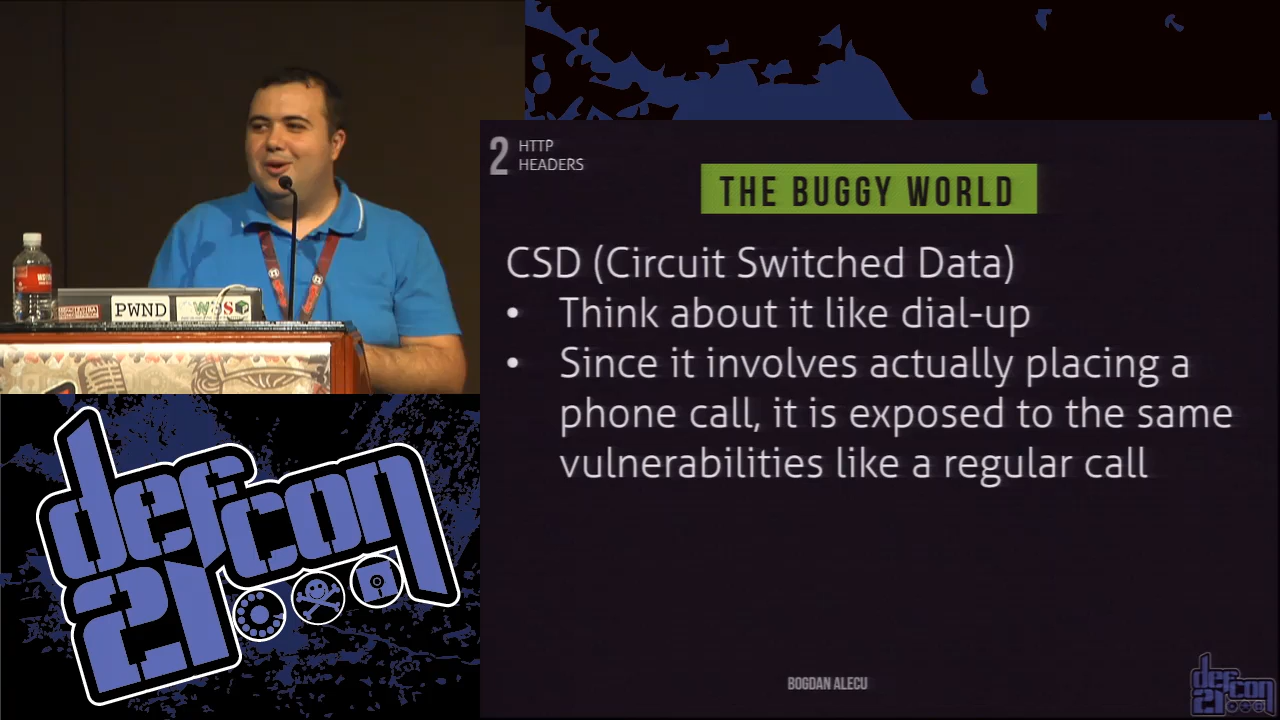 2 HTTP
HEADERS
THE BUGGY WORLD
CSD (Circuit Switched Data)
• Think about it like dial-up
• Since it involves actually placing a
phone call, it is exposed to the same
vulnerabilities like a regular call
BOGDAN ALECU
PWND
defcon
21
defcon
21